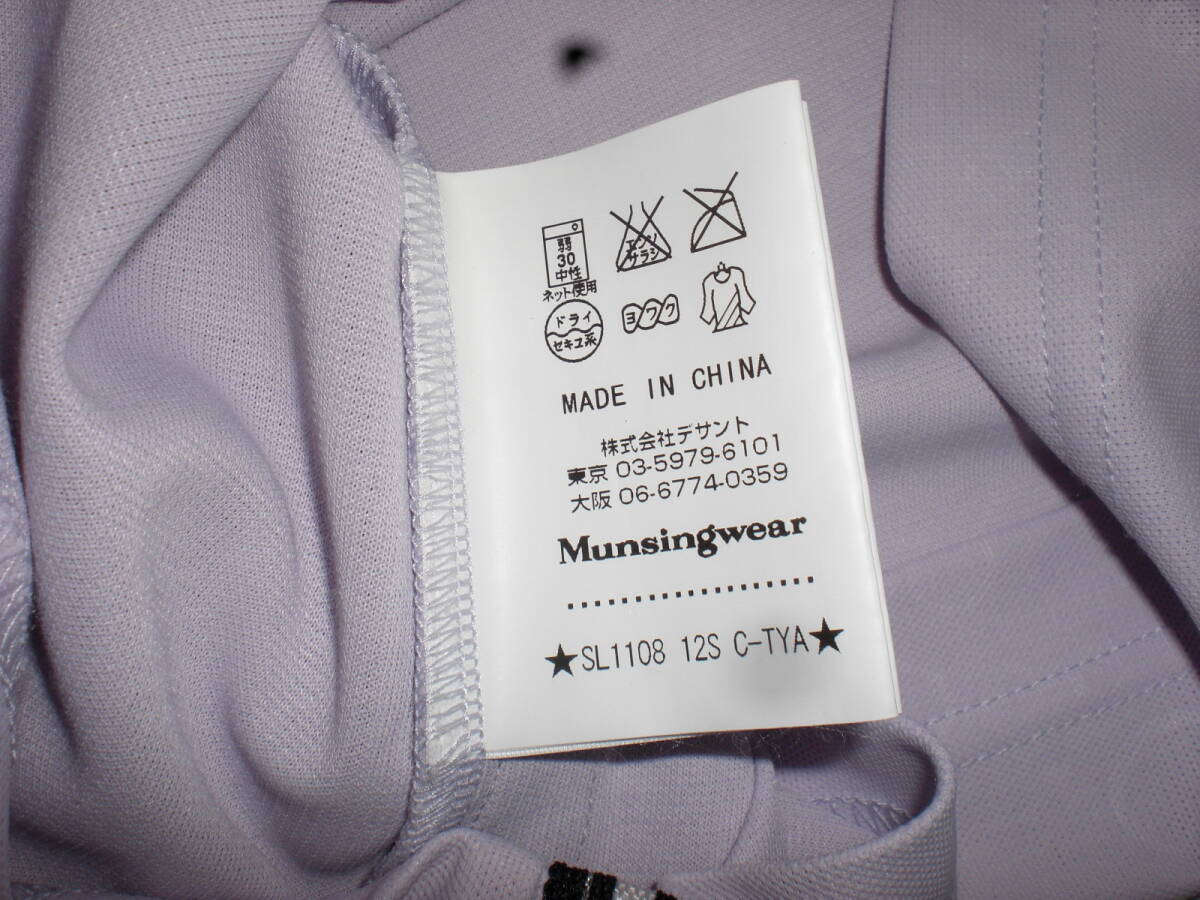 弱
30
中性
ネット使用
エンソ
サラシ
ドライ
セキユ系
ヨワク
MADE IN CHINA
株式会社デサント
東京 03-5979-6101
大阪 06-6774-0359
Munsingwear
★SL1108 12S C-TYA★